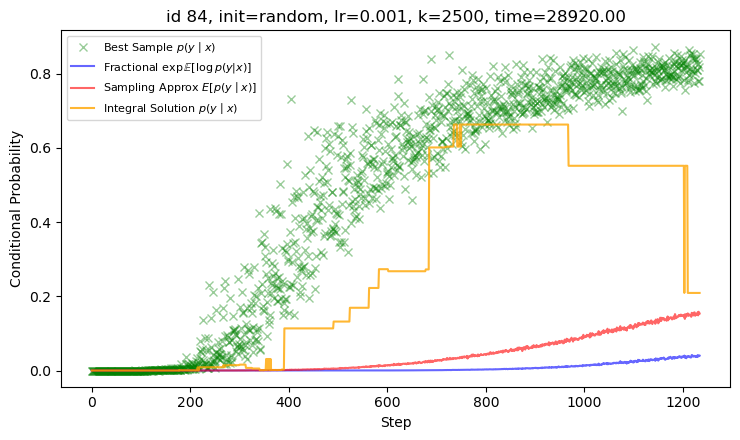 id 84, init=random, lr=0.001, k=2500, time=28920.00
Best Sample p(y | x)
Fractional exp𝔼[log p(y|x)]
Sampling Approx E[p(y | x)]
Integral Solution p(y | x)
Conditional Probability
0.8
0.6
0.4
0.2
0.0
0 200 400 600 800 1000 1200
Step